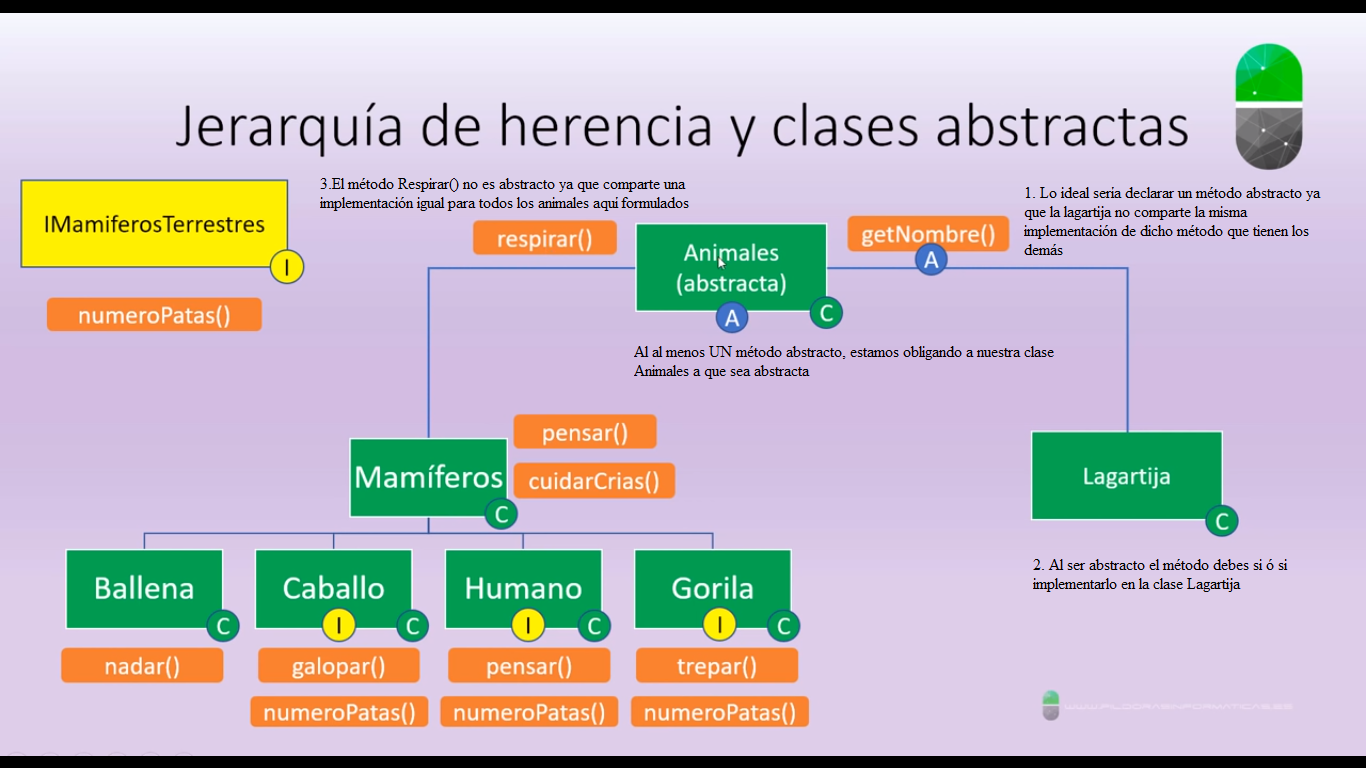 Jerarquía de herencia y clases abstractas
IMamiferosTerrestres
I
numeroPatas()
3.El método Respirar() no es abstracto ya que comparte una
implementación igual para todos los animales aqui formulados
respirar()
Animales
(abstracta)
A
C
getNombre()
A
1. Lo ideal seria declarar un método abstracto ya
que la lagartija no comparte la misma
implementación de dicho método que tienen los
demás
Al al menos UN método abstracto, estamos obligando a nuestra clase
Animales a que sea abstracta
Mamíferos
C
pensar()
cuidarCrias()
Lagartija
C
2. Al ser abstracto el método debes si ó si
implementarlo en la clase Lagartija
Ballena
C
nadar()
Caballo
I
C
galopar()
numeroPatas()
Humano
I
C
pensar()
numeroPatas()
Gorila
I
C
trepar()
numeroPatas()
WWW.PILDORASINFORMATICAS.ES